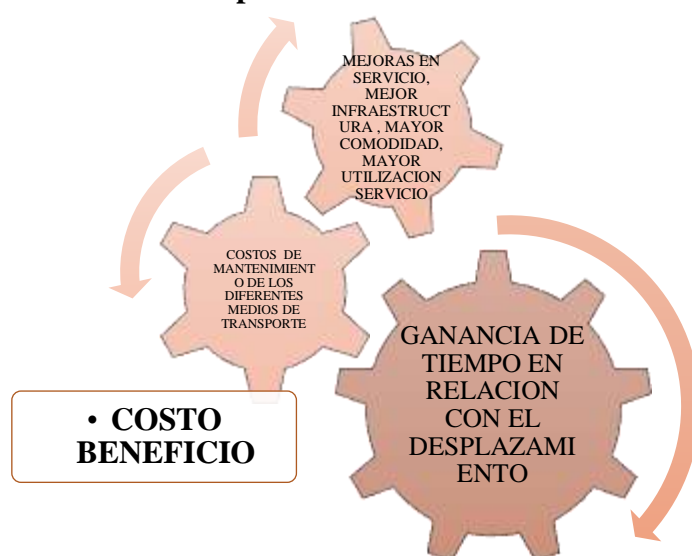 MEJORAS EN
SERVICIO,
MEJOR
INFRAESTRUCT
URA , MAYOR
COMODIDAD,
MAYOR
UTILIZACION
SERVICIO
COSTOS DE
MANTENIMIENT
O DE LOS
DIFERENTES
MEDIOS DE
TRANSPORTE
GANANCIA DE
TIEMPO EN
RELACION
CON EL
DESPLAZAMI
ENTO
• COSTO
BENEFICIO